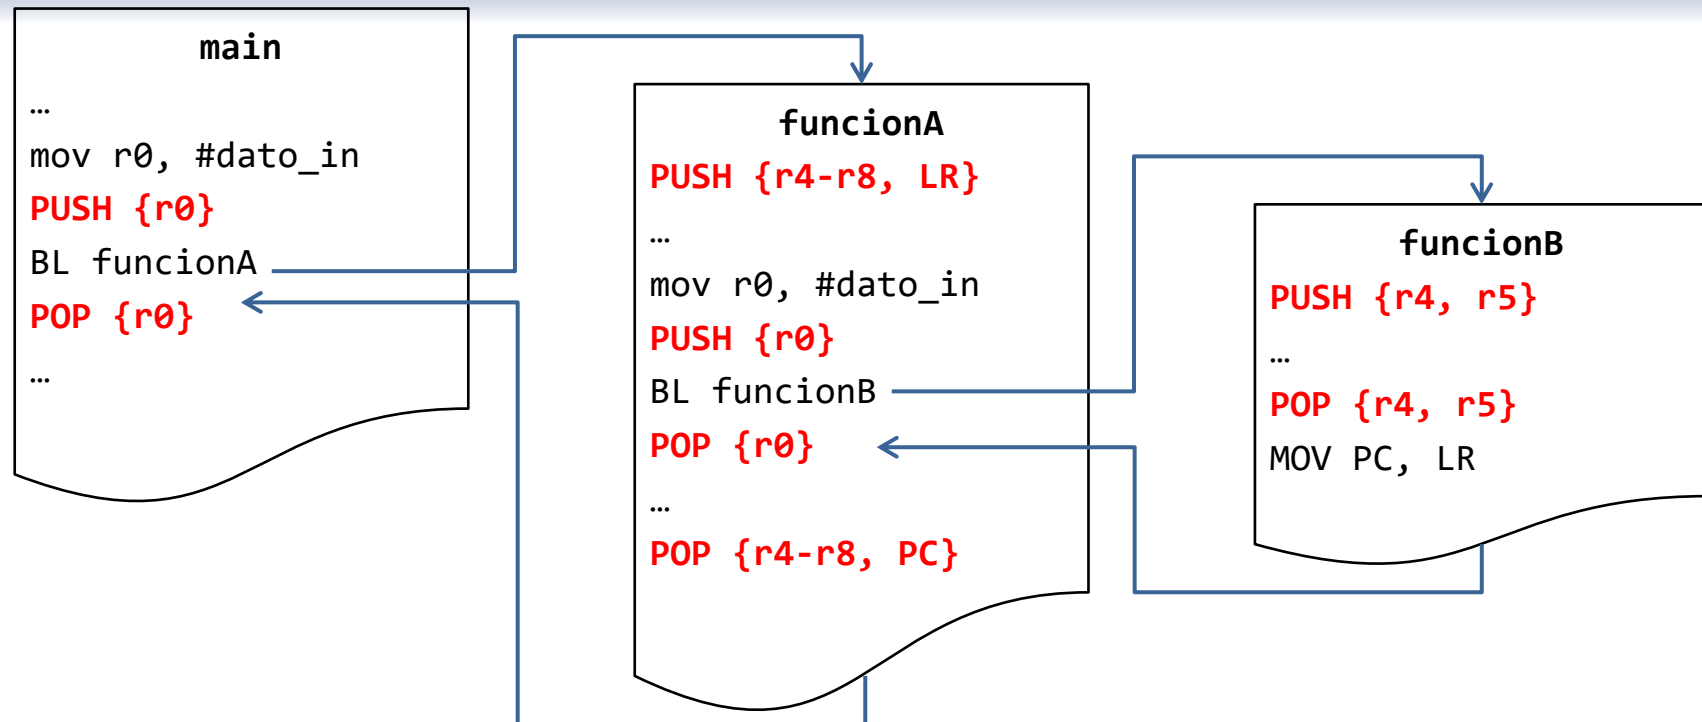 main
…
mov r0, #dato_in
PUSH {r0}
BL funcionA
POP {r0}
…
funcionA
PUSH {r4-r8, LR}
…
mov r0, #dato_in
PUSH {r0}
BL funcionB
POP {r0}
…
POP {r4-r8, PC}
funcionB
PUSH {r4, r5}
…
POP {r4, r5}
MOV PC, LR